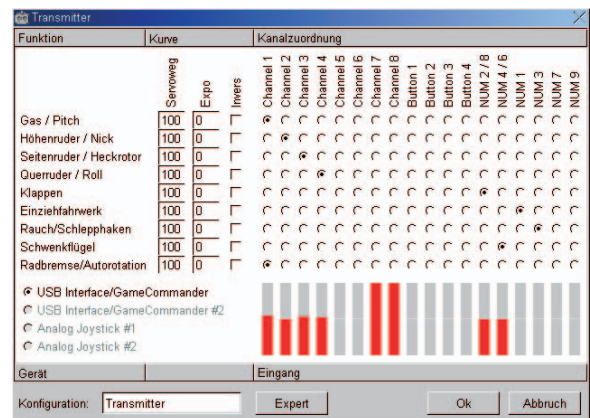 Transmitter
Funktion Kurve Kanalzuordnung
Servoweg Expo Invers Channel 1 Channel 2 Channel 3 Channel 4 Channel 5 Channel 6 Channel 7 Channel 8 Button 1 Button 2 Button 3 Button 4 NUM 2 / 8 NUM 4 / 6 NUM 1 NUM 3 NUM 7 NUM 9
Gas / Pitch 100 0
Höhenruder / Nick 100 0
Seitenruder / Heckrotor 100 0
Querruder / Roll 100 0
Klappen 100 0
Einziehfahrwerk 100 0
Rauch/Schlepphaken 100 0
Schwenkflügel 100 0
Radbremse/Autorotation 100 0
USB Interface/GameCommander
USB Interface/GameCommander #2
Analog Joystick #1
Analog Joystick #2
Gerät Eingang
Konfiguration: Transmitter Expert Ok Abbruch